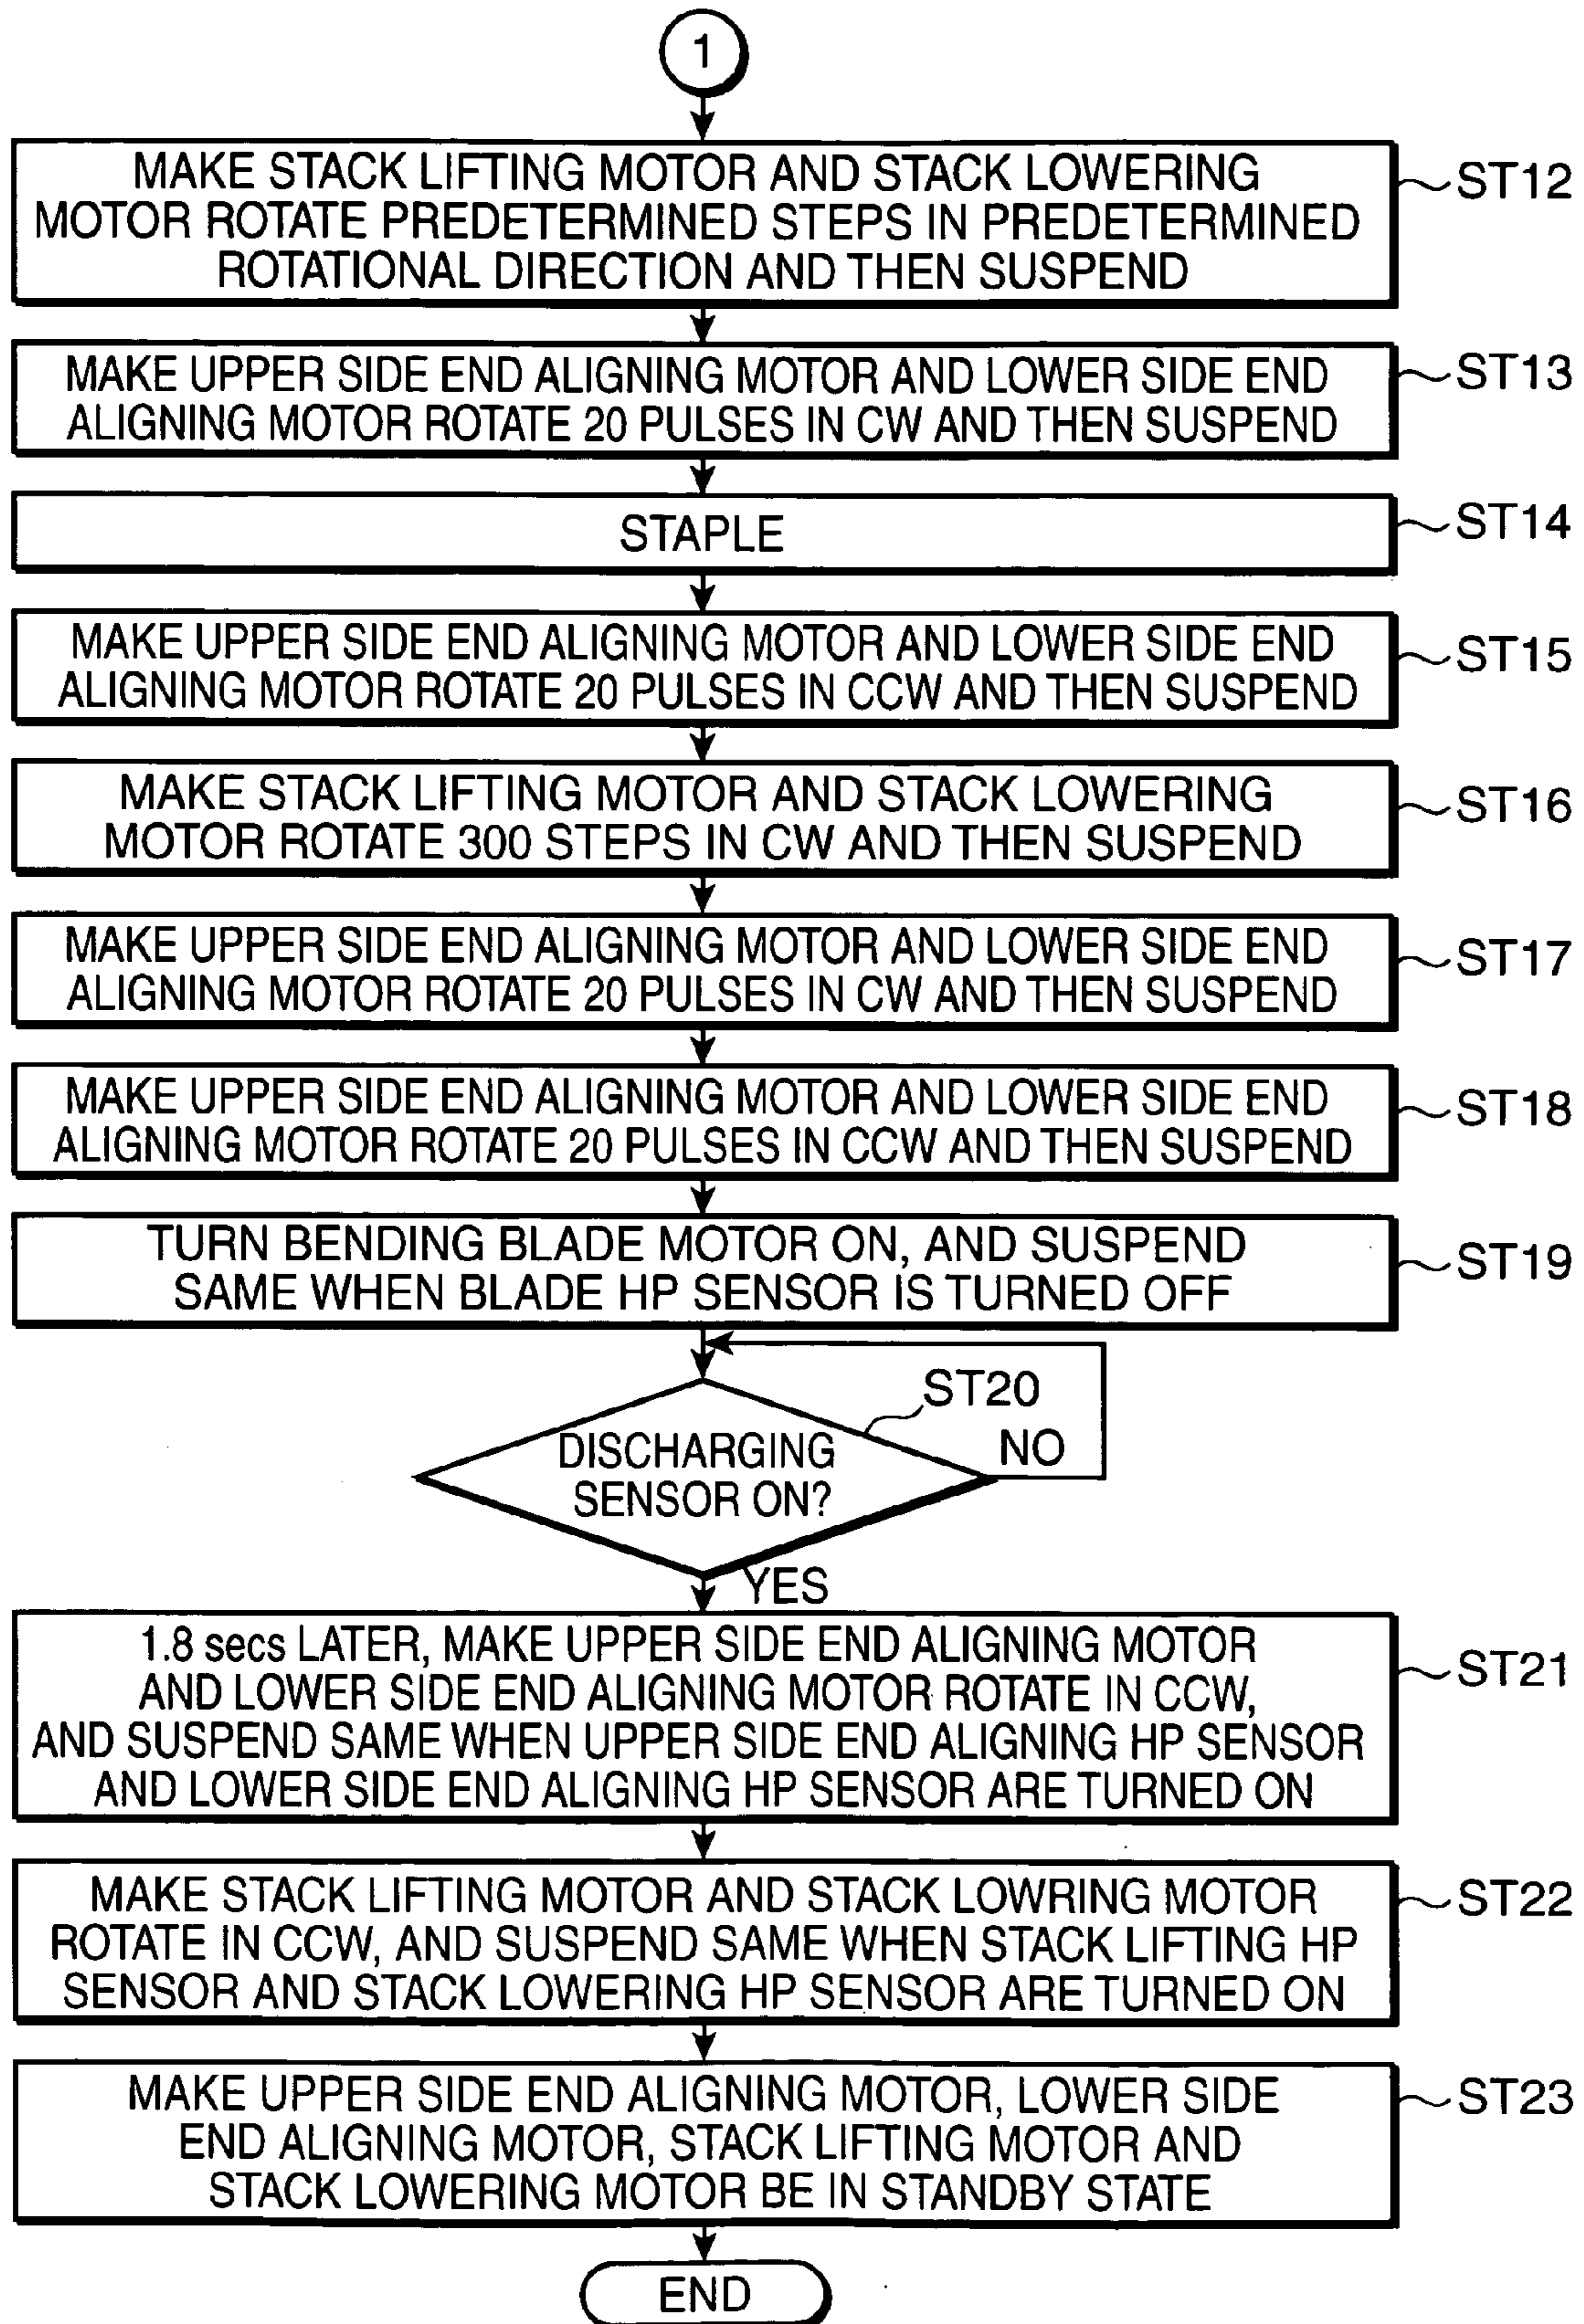 1
MAKE STACK LIFTING MOTOR AND STACK LOWERING
MOTOR ROTATE PREDETERMINED STEPS IN PREDETERMINED
ROTATIONAL DIRECTION AND THEN SUSPEND
ST12
MAKE UPPER SIDE END ALIGNING MOTOR AND LOWER SIDE END
ALIGNING MOTOR ROTATE 20 PULSES IN CW AND THEN SUSPEND
ST13
STAPLE
ST14
MAKE UPPER SIDE END ALIGNING MOTOR AND LOWER SIDE END
ALIGNING MOTOR ROTATE 20 PULSES IN CCW AND THEN SUSPEND
ST15
MAKE STACK LIFTING MOTOR AND STACK LOWERING
MOTOR ROTATE 300 STEPS IN CW AND THEN SUSPEND
ST16
MAKE UPPER SIDE END ALIGNING MOTOR AND LOWER SIDE END
ALIGNING MOTOR ROTATE 20 PULSES IN CW AND THEN SUSPEND
ST17
MAKE UPPER SIDE END ALIGNING MOTOR AND LOWER SIDE END
ALIGNING MOTOR ROTATE 20 PULSES IN CCW AND THEN SUSPEND
ST18
TURN BENDING BLADE MOTOR ON, AND SUSPEND
SAME WHEN BLADE HP SENSOR IS TURNED OFF
ST19
ST20
DISCHARGING
SENSOR ON?
NO
YES
1.8 secs LATER, MAKE UPPER SIDE END ALIGNING MOTOR
AND LOWER SIDE END ALIGNING MOTOR ROTATE IN CCW,
AND SUSPEND SAME WHEN UPPER SIDE END ALIGNING HP SENSOR
AND LOWER SIDE END ALIGNING HP SENSOR ARE TURNED ON
ST21
MAKE STACK LIFTING MOTOR AND STACK LOWRING MOTOR
ROTATE IN CCW, AND SUSPEND SAME WHEN STACK LIFTING HP
SENSOR AND STACK LOWERING HP SENSOR ARE TURNED ON
ST22
MAKE UPPER SIDE END ALIGNING MOTOR, LOWER SIDE
END ALIGNING MOTOR, STACK LIFTING MOTOR AND
STACK LOWERING MOTOR BE IN STANDBY STATE
ST23
END